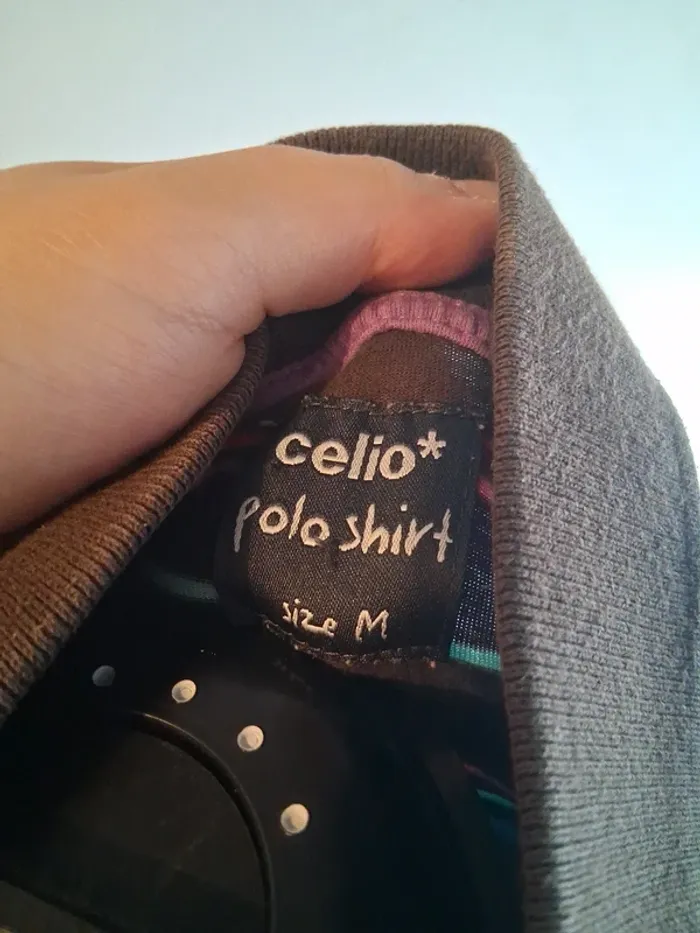 celio*
polo shirt
size M